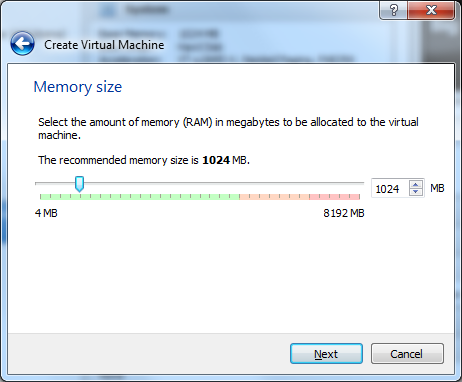 Create Virtual Machine
Memory size
Select the amount of memory (RAM) in megabytes to be allocated to the virtual
machine.
The recommended memory size is 1024 MB.
1024 MB
4 MB 8192 MB
Next Cancel